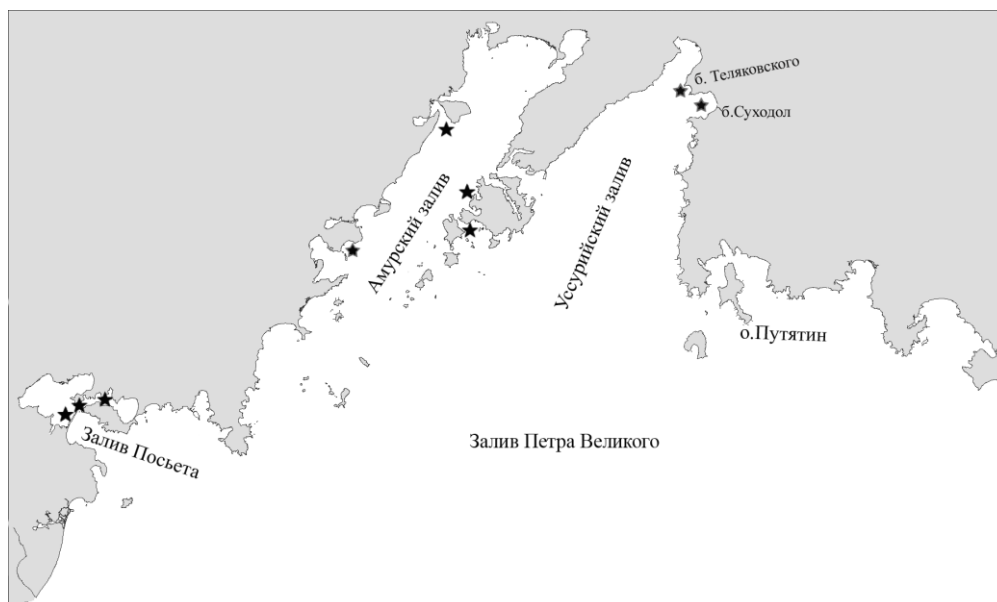 б. Теляковского
б.Суходол
Амурский залив
Уссурийский залив
о.Путятин
Залив Посьета
Залив Петра Великого